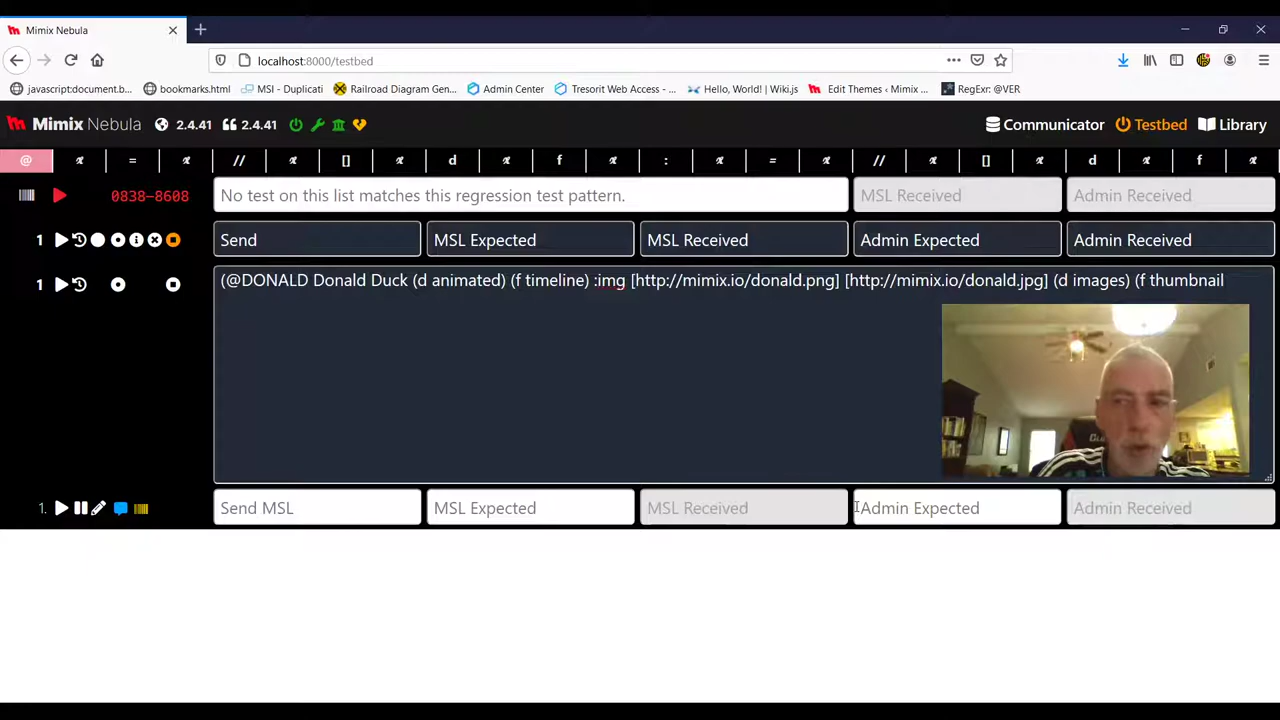 Mimix Nebula
localhost:8000/testbed
javascript:document.b... bookmarks.html MSI - Duplicati Railroad Diagram Gen... Admin Center Tresorit Web Access - ... Hello, World! | Wiki.js Edit Themes ‹ Mimix ... RegExr: @VER
Mimix Nebula 2.4.41 2.4.41 Communicator Testbed Library
@ = // [] d f : = // [] d f
0838-8608 No test on this list matches this regression test pattern. MSL Received Admin Received
1 Send MSL Expected MSL Received Admin Expected Admin Received
1 (@DONALD Donald Duck (d animated) (f timeline) :img [http://mimix.io/donald.png] [http://mimix.io/donald.jpg] (d images) (f thumbnail
1. Send MSL MSL Expected MSL Received Admin Expected Admin Received